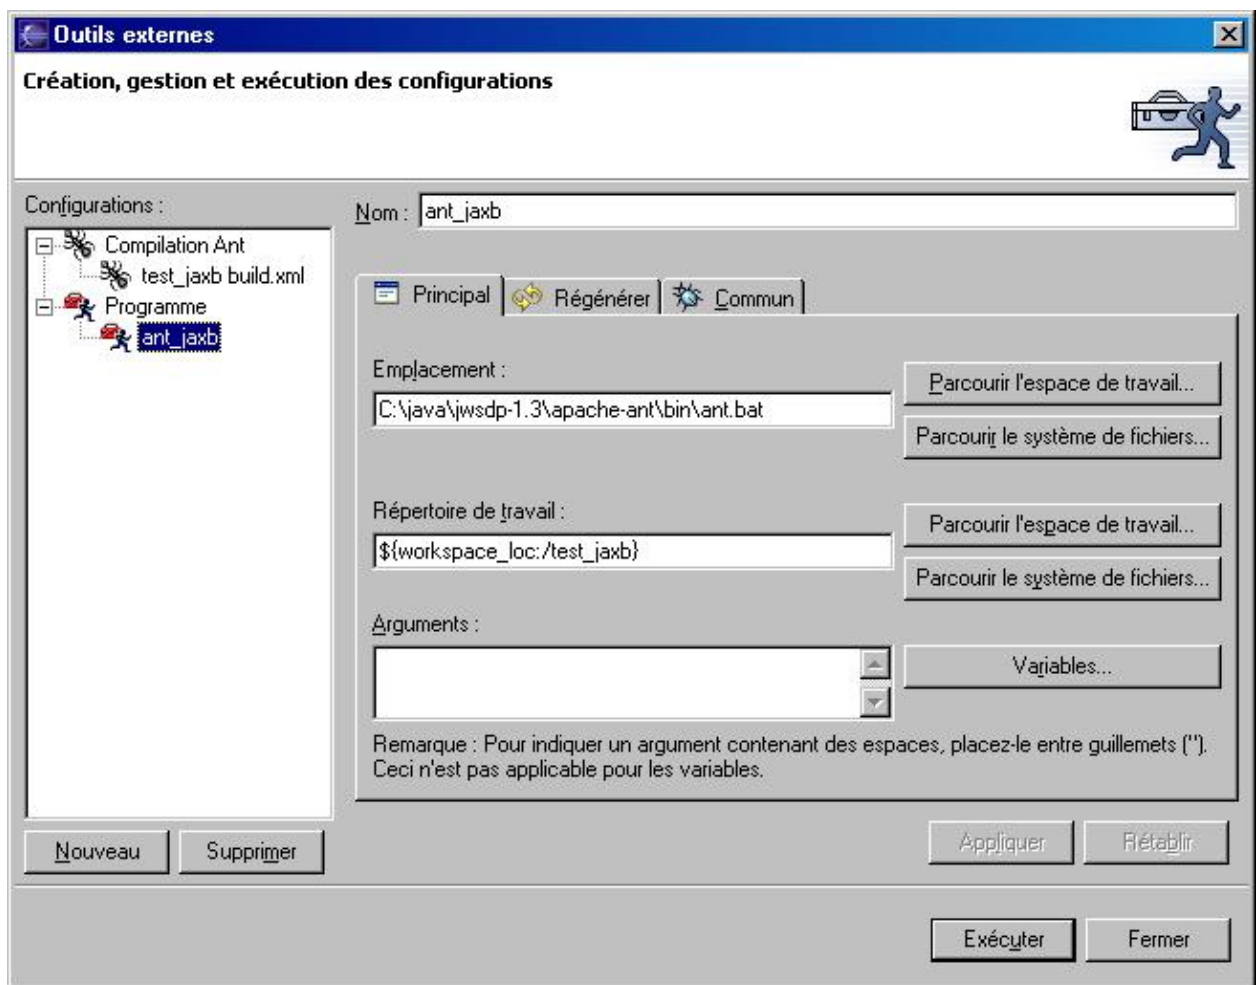 Outils externes
Création, gestion et exécution des configurations
Configurations :
Compilation Ant
test_jaxb build.xml
Programme
ant_jaxb
Nom : ant_jaxb
Principal Régénérer Commun
Emplacement :
C:\java\jwsdp-1.3\apache-ant\bin\ant.bat
Parcourir l'espace de travail...
Parcourir le système de fichiers...
Répertoire de travail :
${workspace_loc:/test_jaxb}
Parcourir l'espace de travail...
Parcourir le système de fichiers...
Arguments :
Variables...
Remarque : Pour indiquer un argument contenant des espaces, placez-le entre guillemets (").
Ceci n'est pas applicable pour les variables.
Nouveau Supprimer
Appliquer Rétablir
Exécuter Fermer